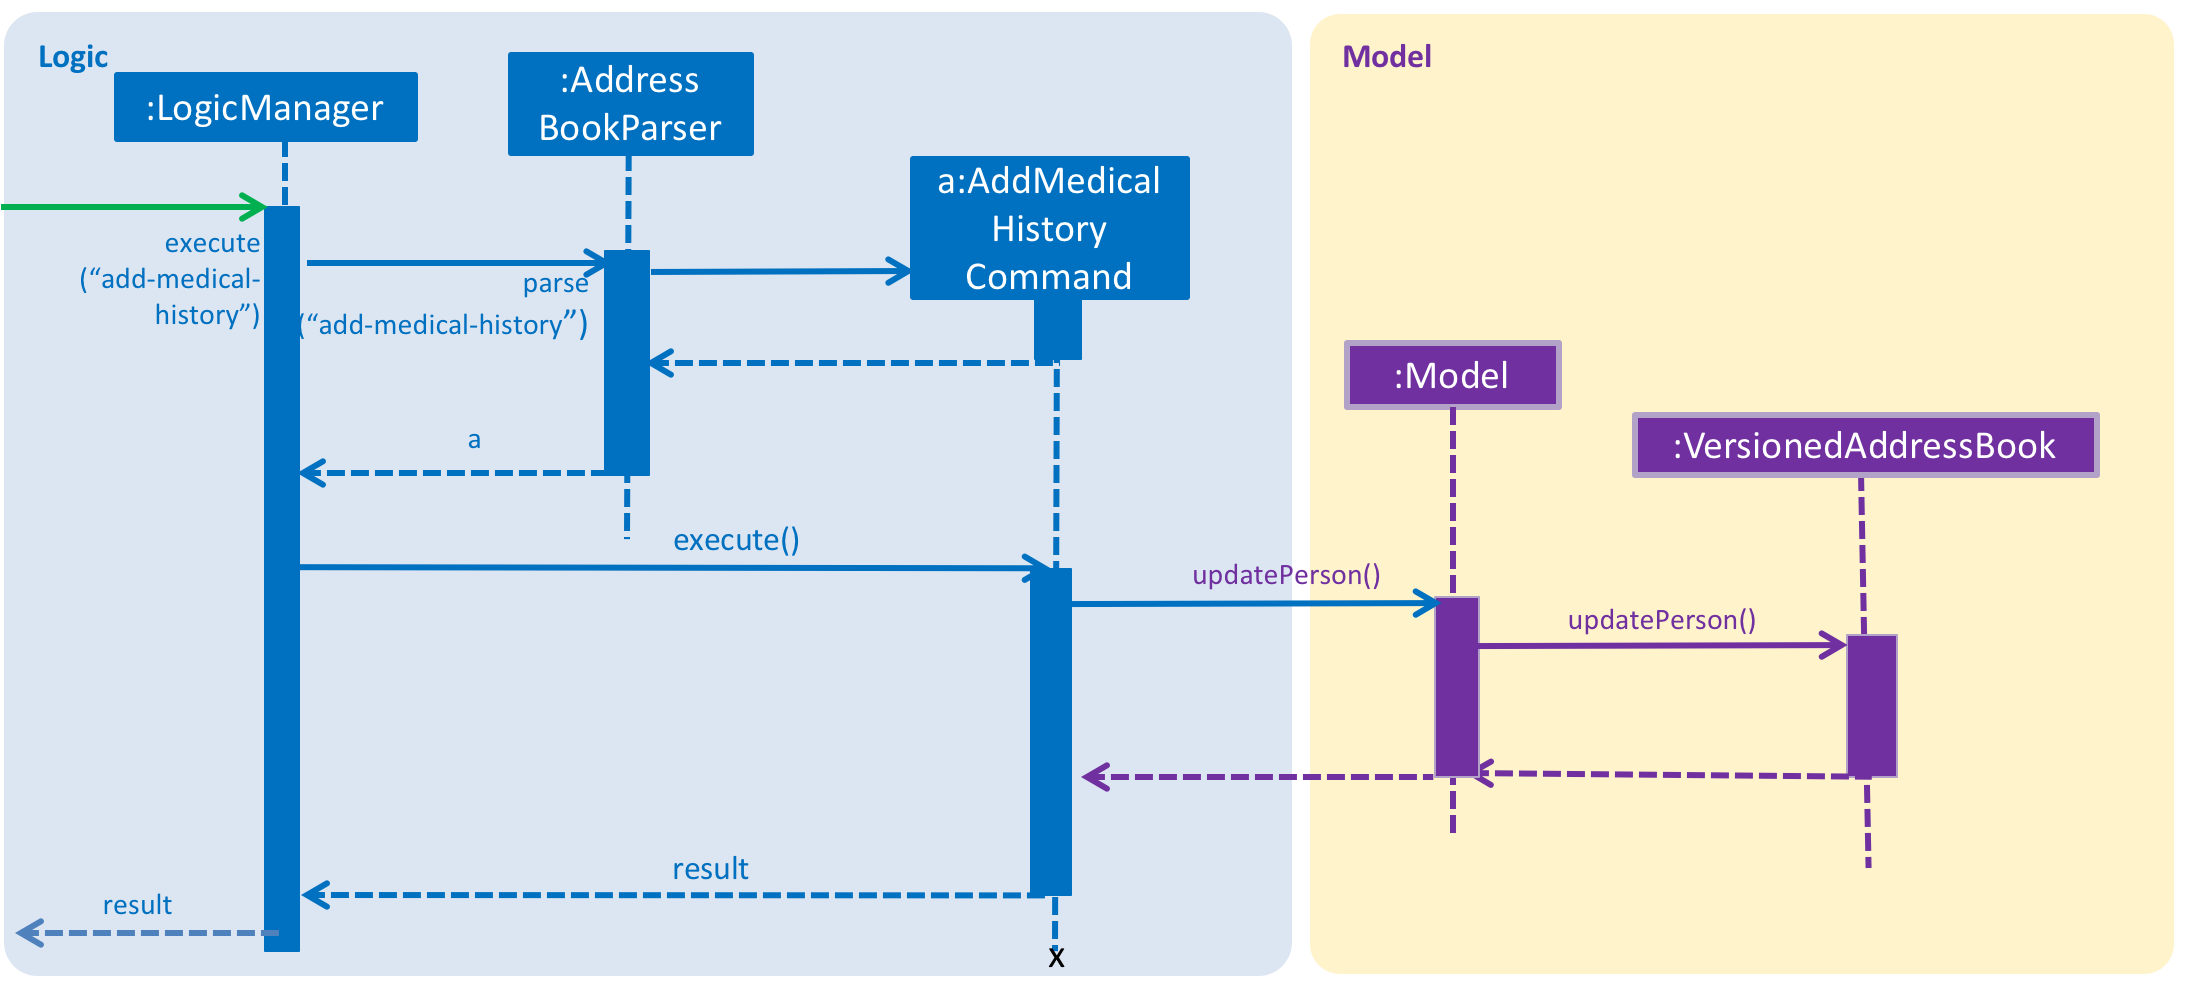 Logic
:LogicManager
:Address
BookParser
a:AddMedical
History
Command
execute
(“add-medical-
history”)
parse
(“add-medical-history”)
a
execute()
result
result
X
Model
:Model
:VersionedAddressBook
updatePerson()
updatePerson()